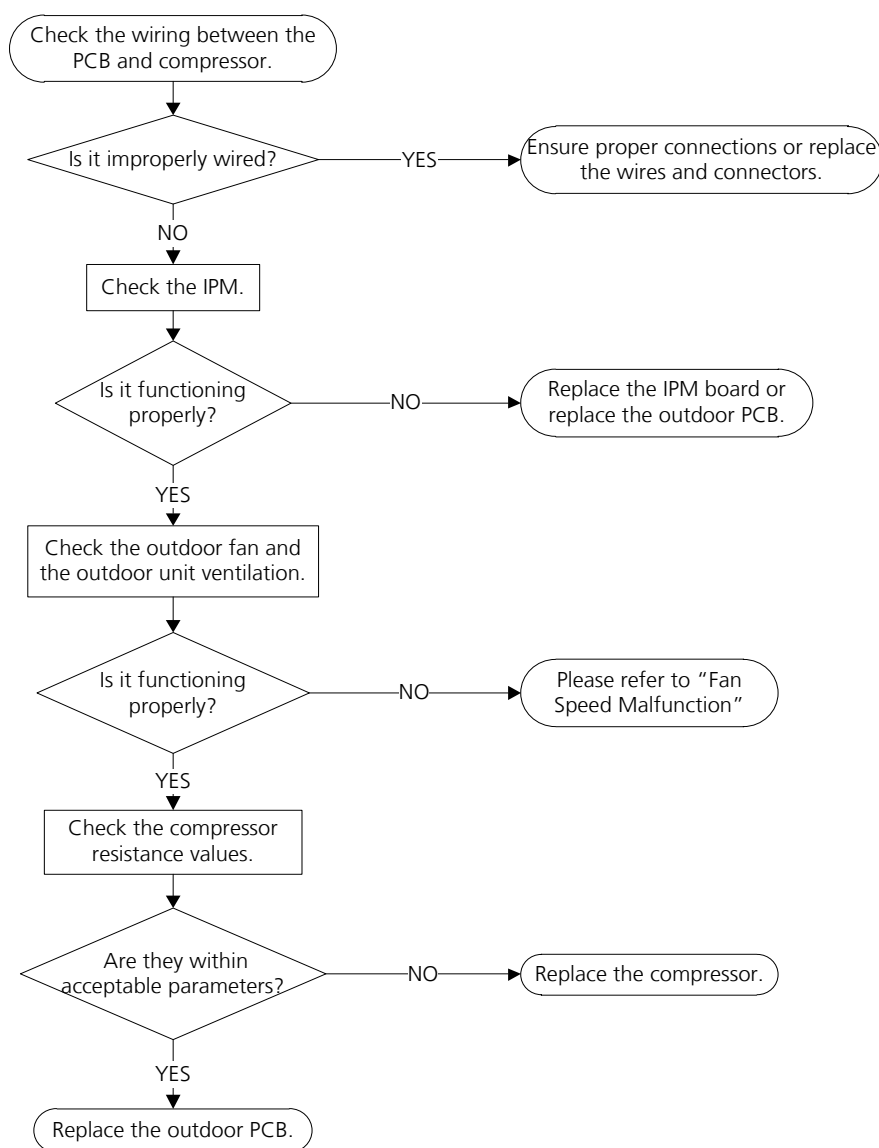 Check the wiring between the
PCB and compressor.
Is it improperly wired?
YES
Ensure proper connections or replace
the wires and connectors.
NO
Check the IPM.
Is it functioning
properly?
NO
Replace the IPM board or
replace the outdoor PCB.
YES
Check the outdoor fan and
the outdoor unit ventilation.
Is it functioning
properly?
NO
Please refer to "Fan
Speed Malfunction"
YES
Check the compressor
resistance values.
Are they within
acceptable parameters?
NO
Replace the compressor.
YES
Replace the outdoor PCB.